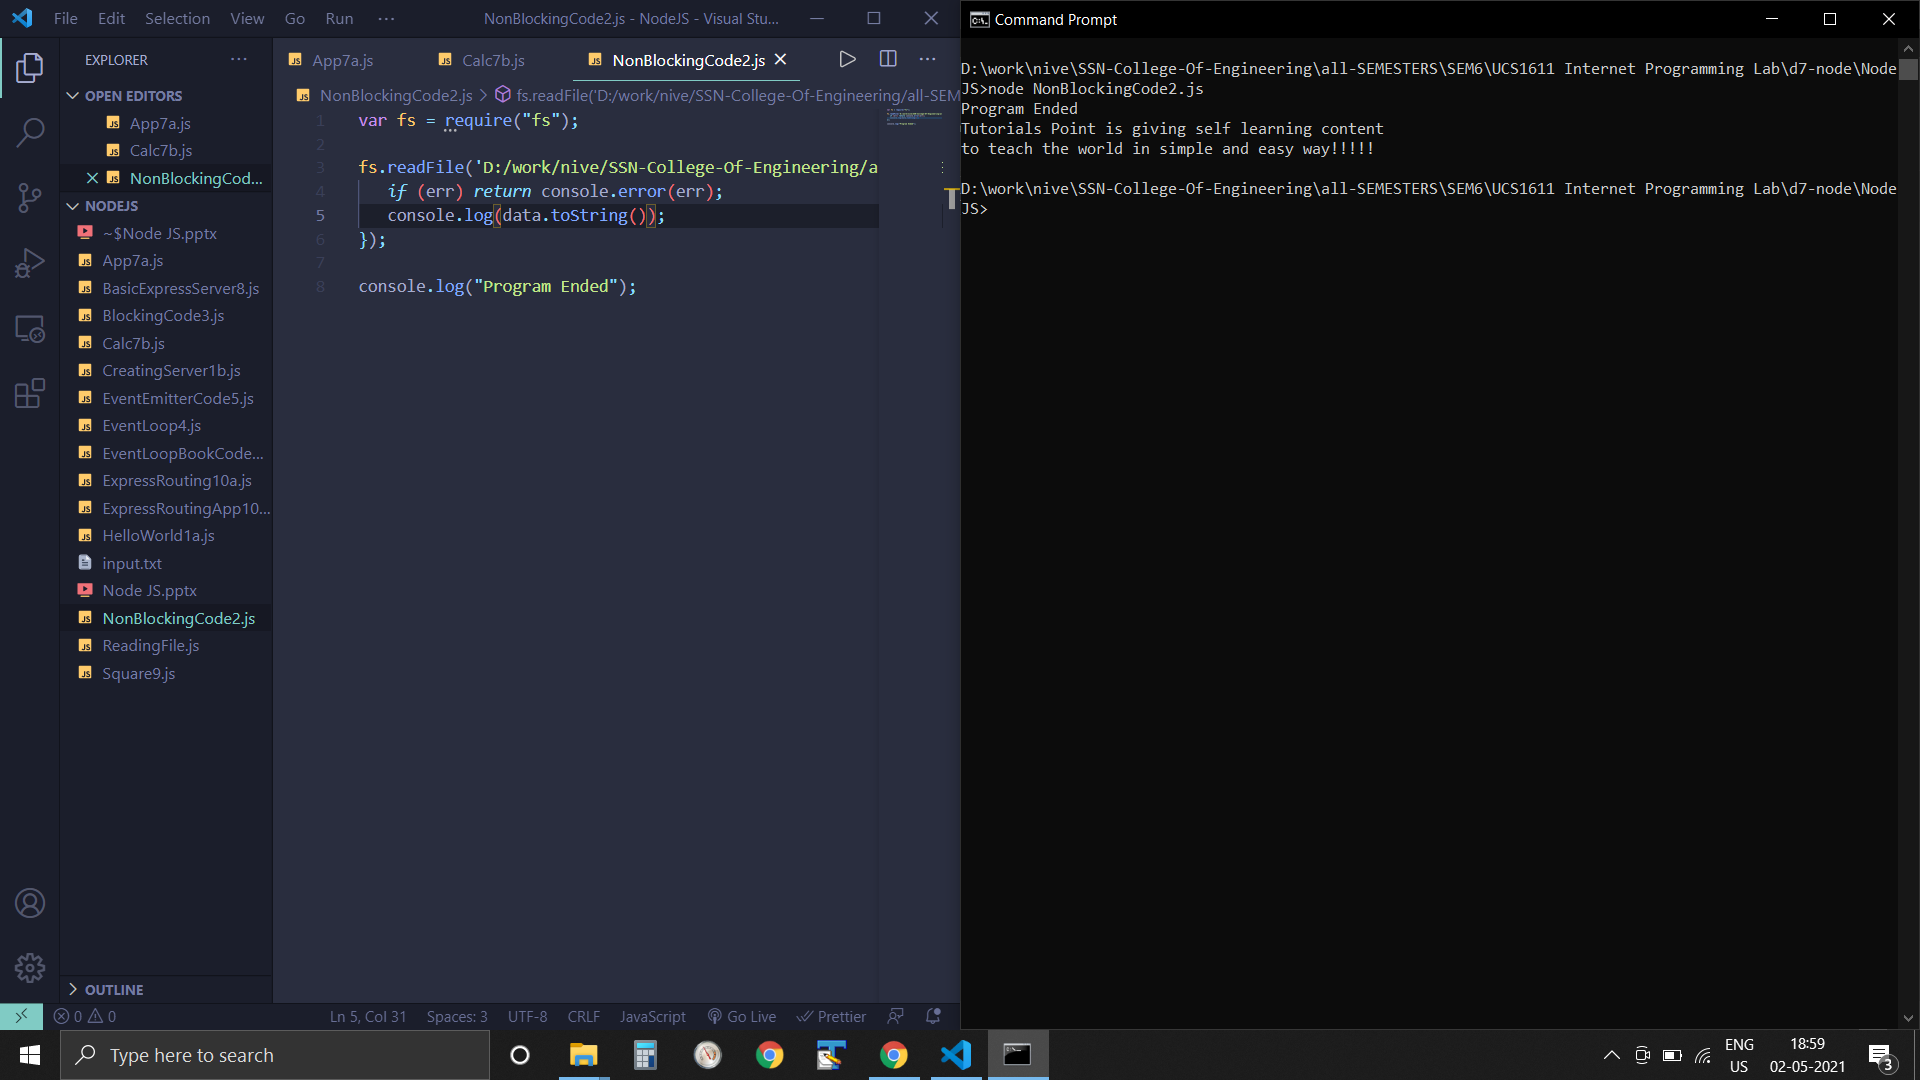 File Edit Selection View Go Run ··· NonBlockingCode2.js - NodeJS - Visual Stu...
EXPLORER
OPEN EDITORS
App7a.js
Calc7b.js
NonBlockingCod...
NODEJS
~$Node JS.pptx
App7a.js
BasicExpressServer8.js
BlockingCode3.js
Calc7b.js
CreatingServer1b.js
EventEmitterCode5.js
EventLoop4.js
EventLoopBookCode...
ExpressRouting10a.js
ExpressRoutingApp10...
HelloWorld1a.js
input.txt
Node JS.pptx
NonBlockingCode2.js
ReadingFile.js
Square9.js
OUTLINE
App7a.js Calc7b.js NonBlockingCode2.js
NonBlockingCode2.js > fs.readFile('D:/work/nive/SSN-College-Of-Engineering/all-SEM
1 var fs = require("fs");
2
3 fs.readFile('D:/work/nive/SSN-College-Of-Engineering/a
4 if (err) return console.error(err);
5 console.log(data.toString());
6 });
7
8 console.log("Program Ended");
0 0 Ln 5, Col 31 Spaces: 3 UTF-8 CRLF JavaScript Go Live Prettier
Command Prompt
D:\work\nive\SSN-College-Of-Engineering\all-SEMESTERS\SEM6\UCS1611 Internet Programming Lab\d7-node\Node
JS>node NonBlockingCode2.js
Program Ended
Tutorials Point is giving self learning content
to teach the world in simple and easy way!!!!!
D:\work\nive\SSN-College-Of-Engineering\all-SEMESTERS\SEM6\UCS1611 Internet Programming Lab\d7-node\Node
JS>
Type here to search
ENG
US
18:59
02-05-2021
3